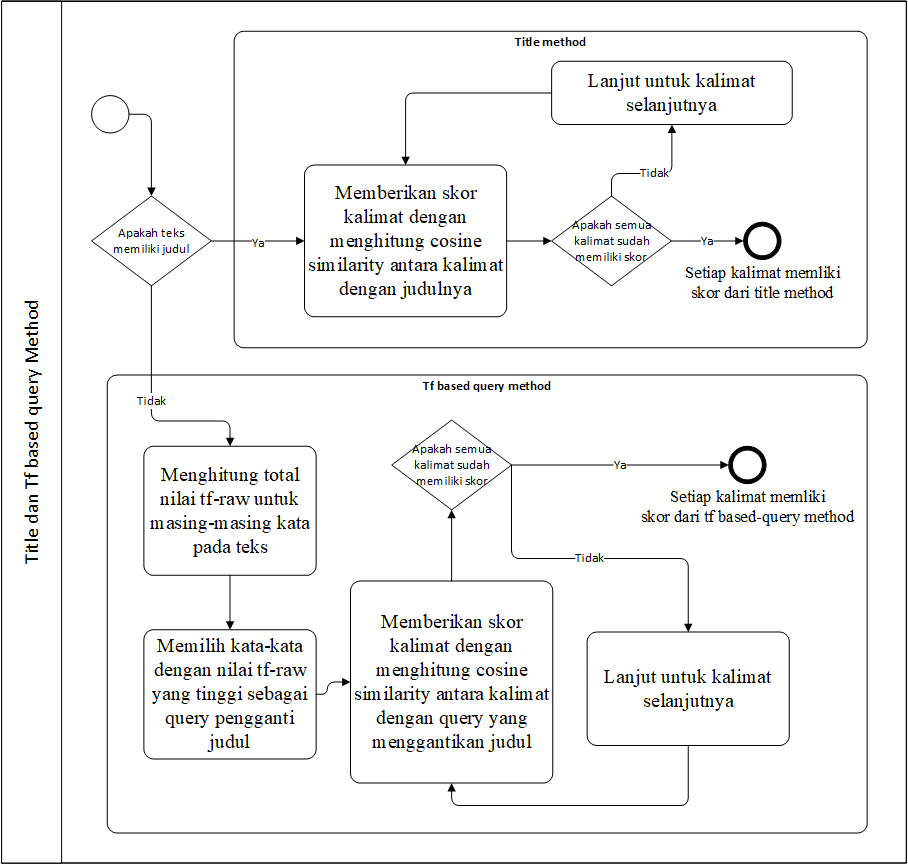 Title dan Tf based query Method
Title method
Lanjut untuk kalimat
selanjutnya
Tidak
Apakah teks
memiliki judul
Ya
Memberikan skor
kalimat dengan
menghitung cosine
similarity antara kalimat
dengan judulnya
Apakah semua
kalimat sudah
memiliki skor
Ya
Setiap kalimat memliki
skor dari title method
Tidak
Tf based query method
Menghitung total
nilai tf-raw untuk
masing-masing kata
pada teks
Memilih kata-kata
dengan nilai tf-raw
yang tinggi sebagai
query pengganti
judul
Memberikan skor
kalimat dengan
menghitung cosine
similarity antara kalimat
dengan query yang
menggantikan judul
Apakah semua
kalimat sudah
memiliki skor
Ya
Setiap kalimat memliki
skor dari tf based-query method
Tidak
Lanjut untuk kalimat
selanjutnya